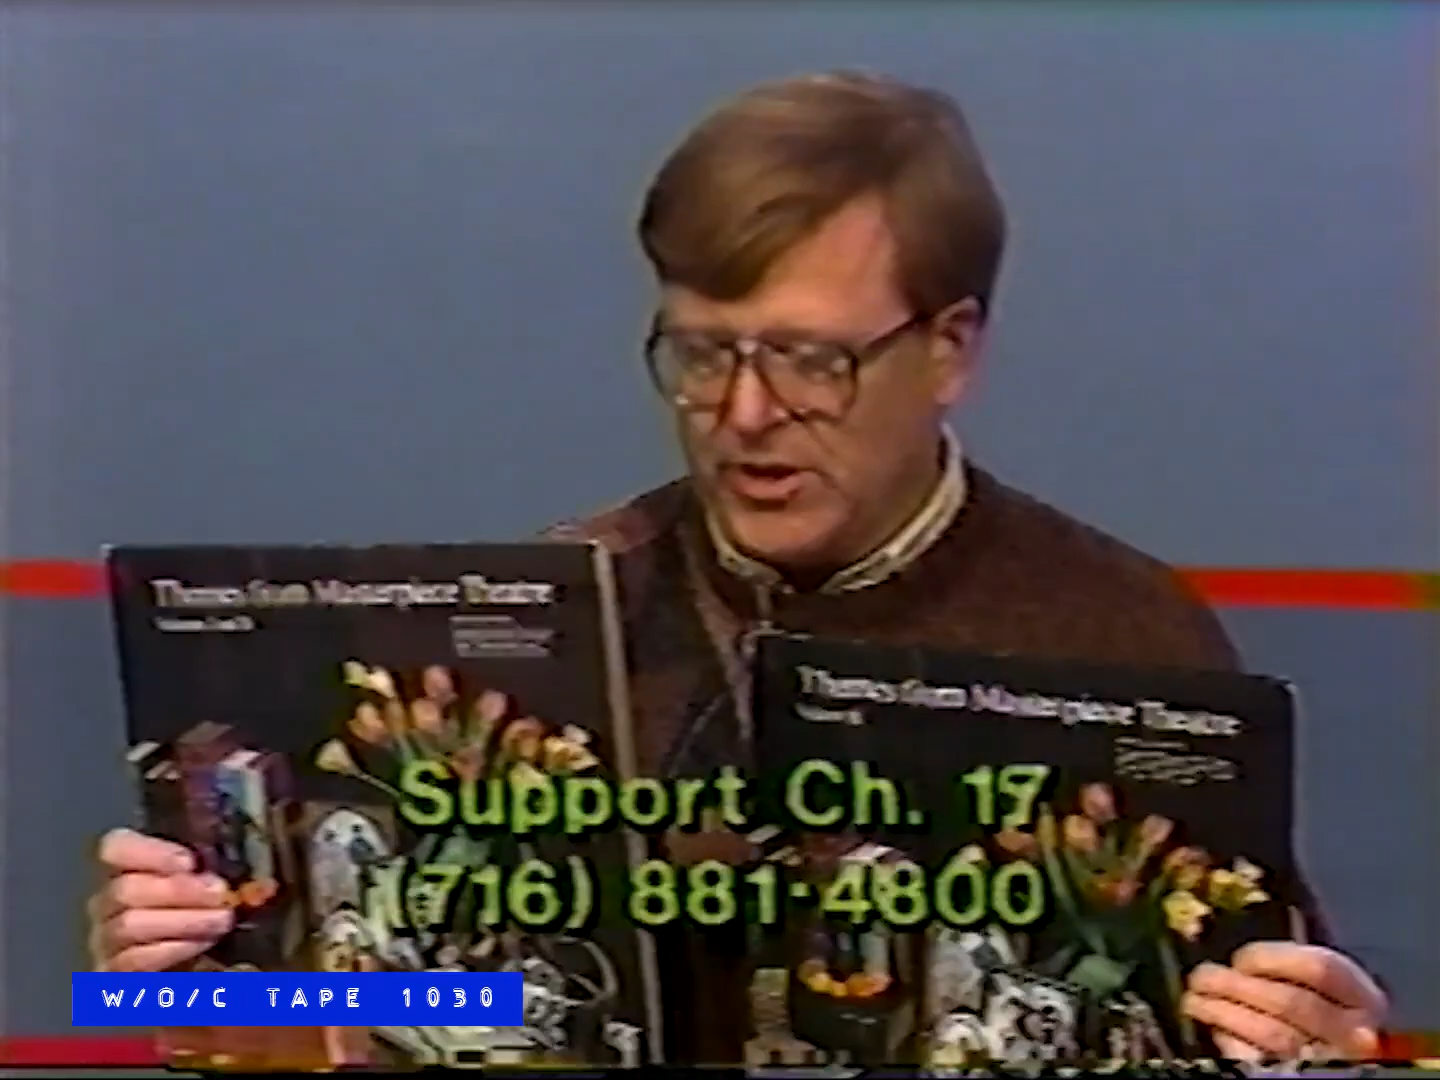 Themes from Masterpiece Theatre
Themes from Masterpiece Theatre
Support Ch. 17
(716) 881-4800
W/O/C TAPE 1030